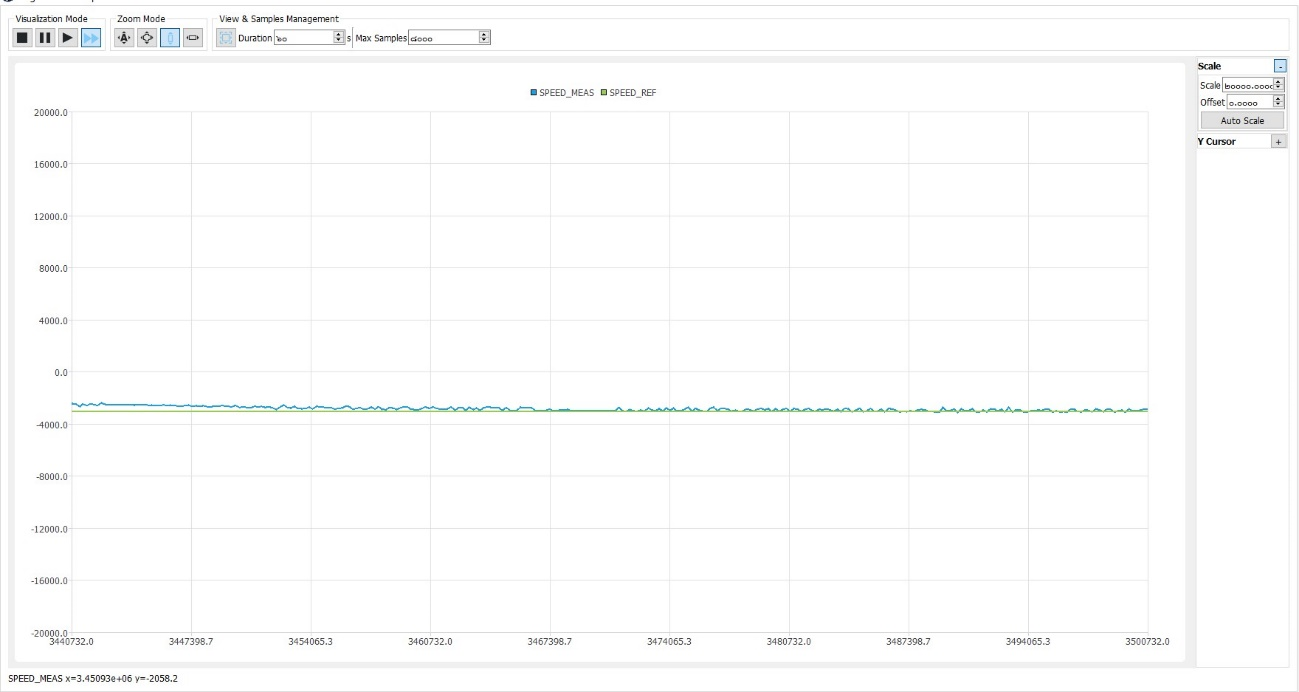 Visualization Mode Zoom Mode View & Samples Management
Duration s Max Samples
Scale -
Scale
Offset 0.0000
Auto Scale
Y Cursor +
SPEED_MEAS SPEED_REF
20000.0
16000.0
12000.0
8000.0
4000.0
0.0
-4000.0
-8000.0
-12000.0
-16000.0
-20000.0
3440732.0 3447398.7 3454065.3 3460732.0 3467398.7 3474065.3 3480732.0 3487398.7 3494065.3 3500732.0
SPEED_MEAS x=3.45093e+06 y=-2058.2